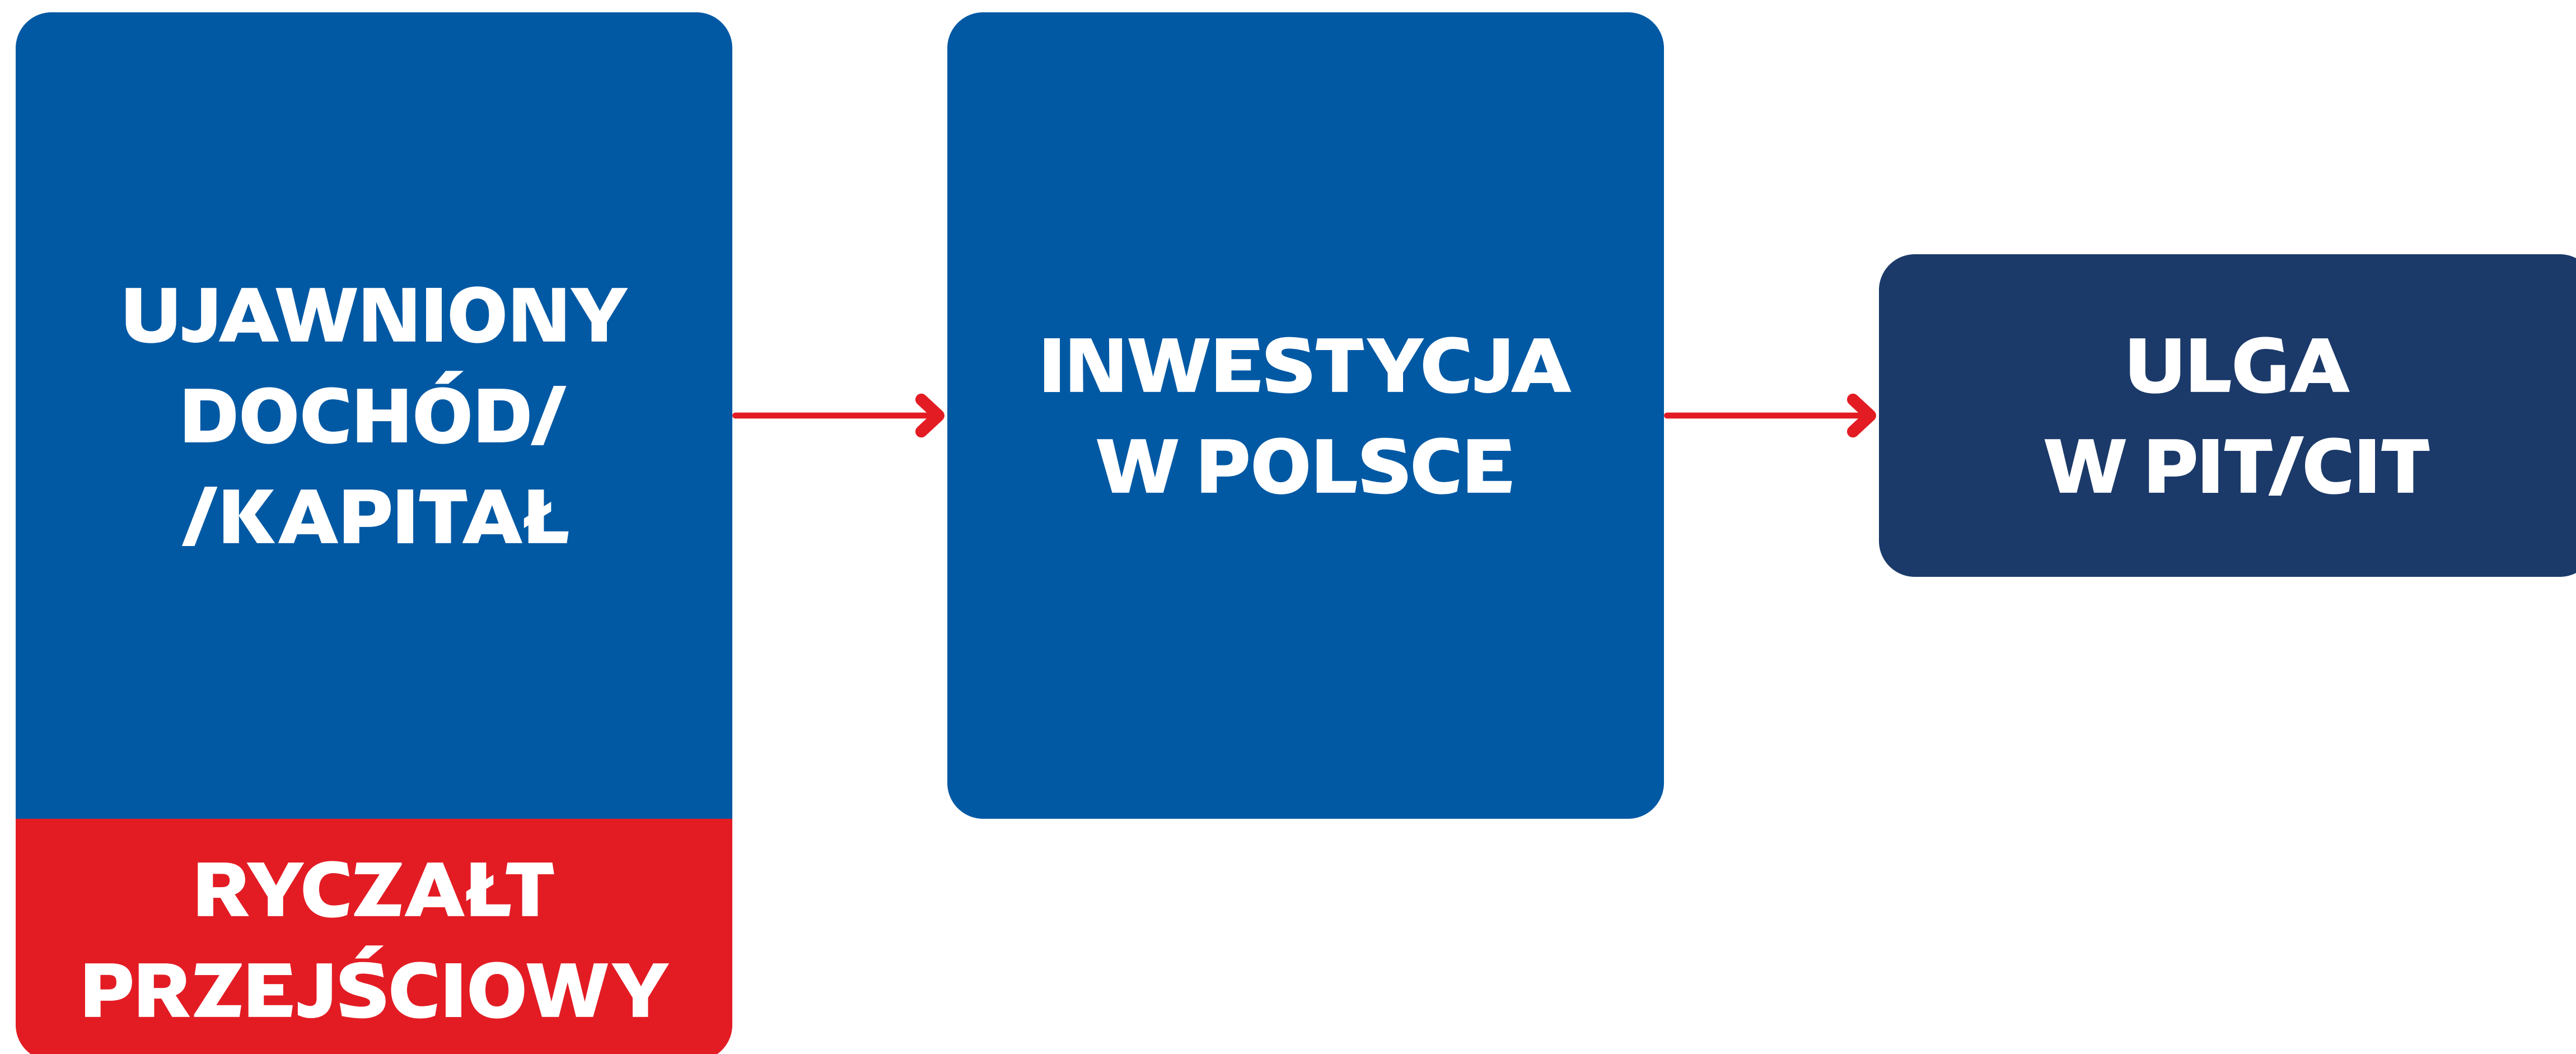 UJAWNIONY
DOCHÓD/
/KAPITAŁ
RYCZAŁT
PRZEJŚCIOWY
INWESTYCJA
W POLSCE
ULGA
W PIT/CIT